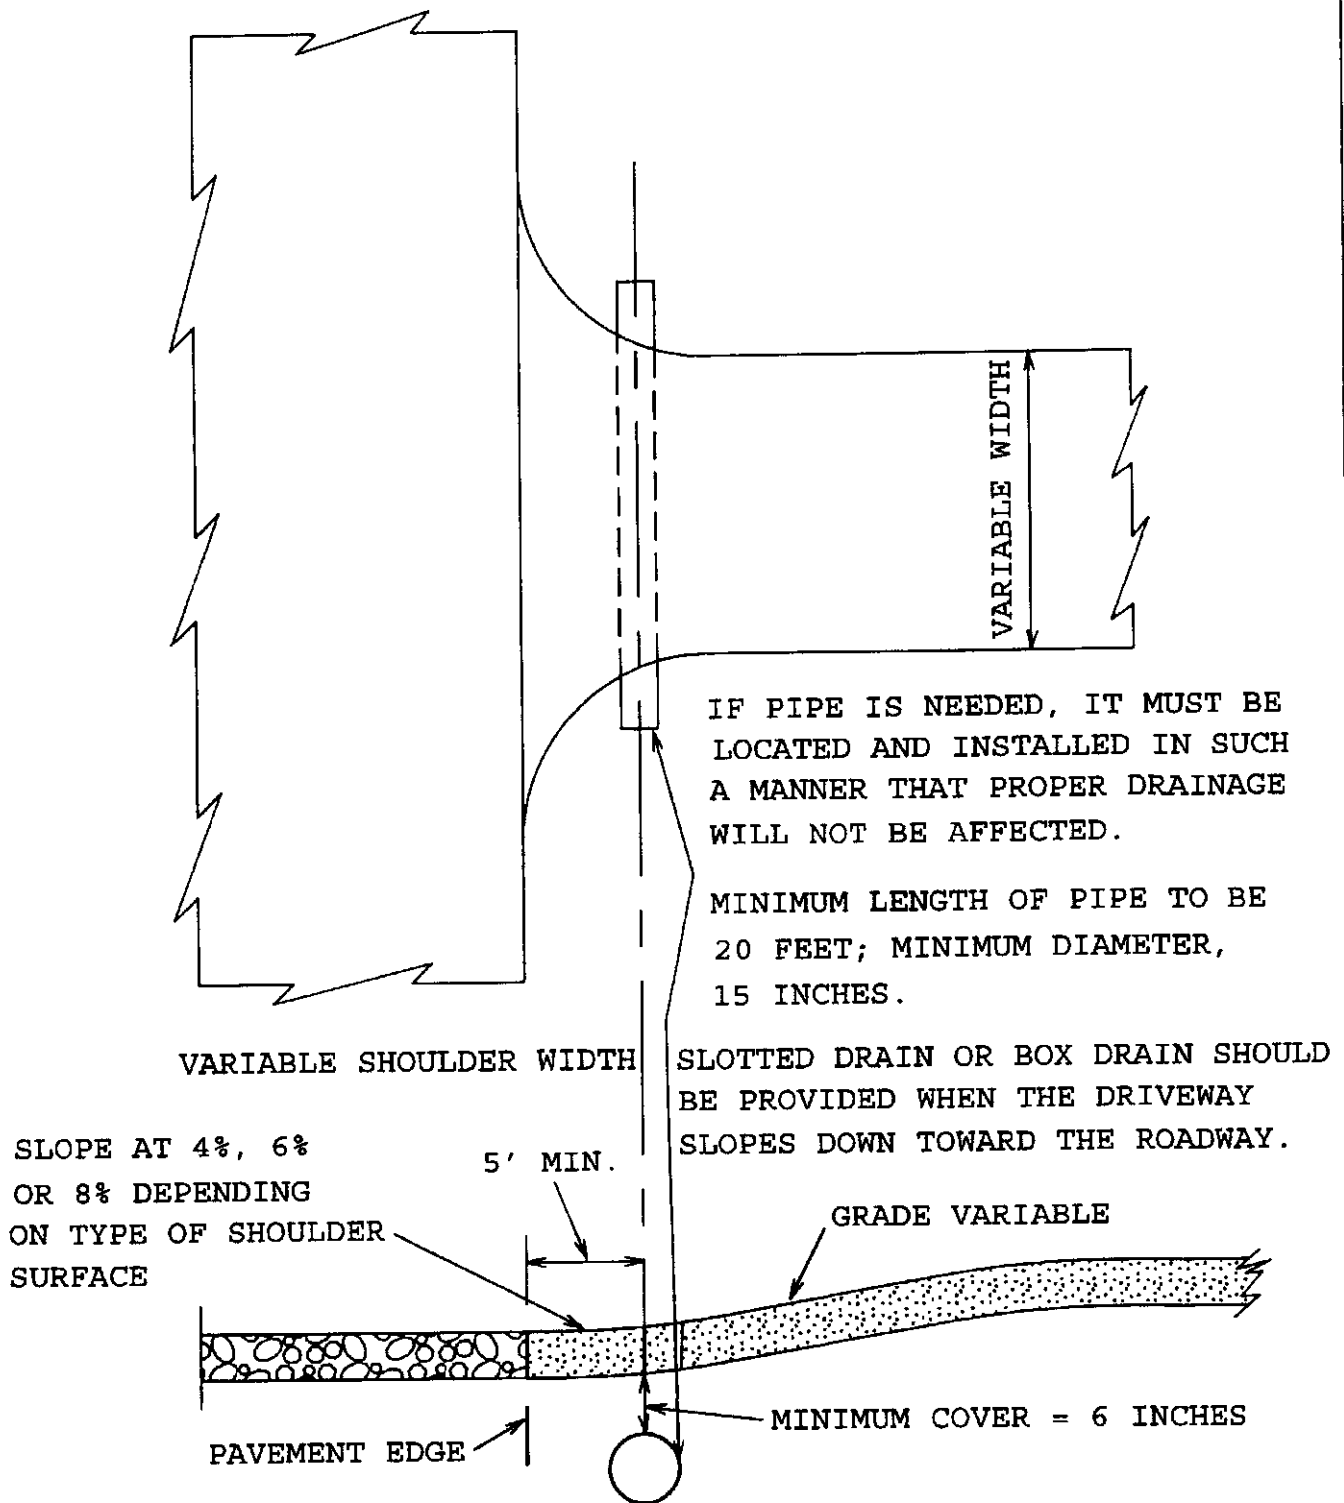 VARIABLE WIDTH
IF PIPE IS NEEDED, IT MUST BE
LOCATED AND INSTALLED IN SUCH
A MANNER THAT PROPER DRAINAGE
WILL NOT BE AFFECTED.
MINIMUM LENGTH OF PIPE TO BE
20 FEET; MINIMUM DIAMETER,
15 INCHES.
VARIABLE SHOULDER WIDTH
SLOTTED DRAIN OR BOX DRAIN SHOULD
BE PROVIDED WHEN THE DRIVEWAY
SLOPES DOWN TOWARD THE ROADWAY.
SLOPE AT 4%, 6%
OR 8% DEPENDING
ON TYPE OF SHOULDER
SURFACE
5' MIN.
GRADE VARIABLE
MINIMUM COVER = 6 INCHES
PAVEMENT EDGE